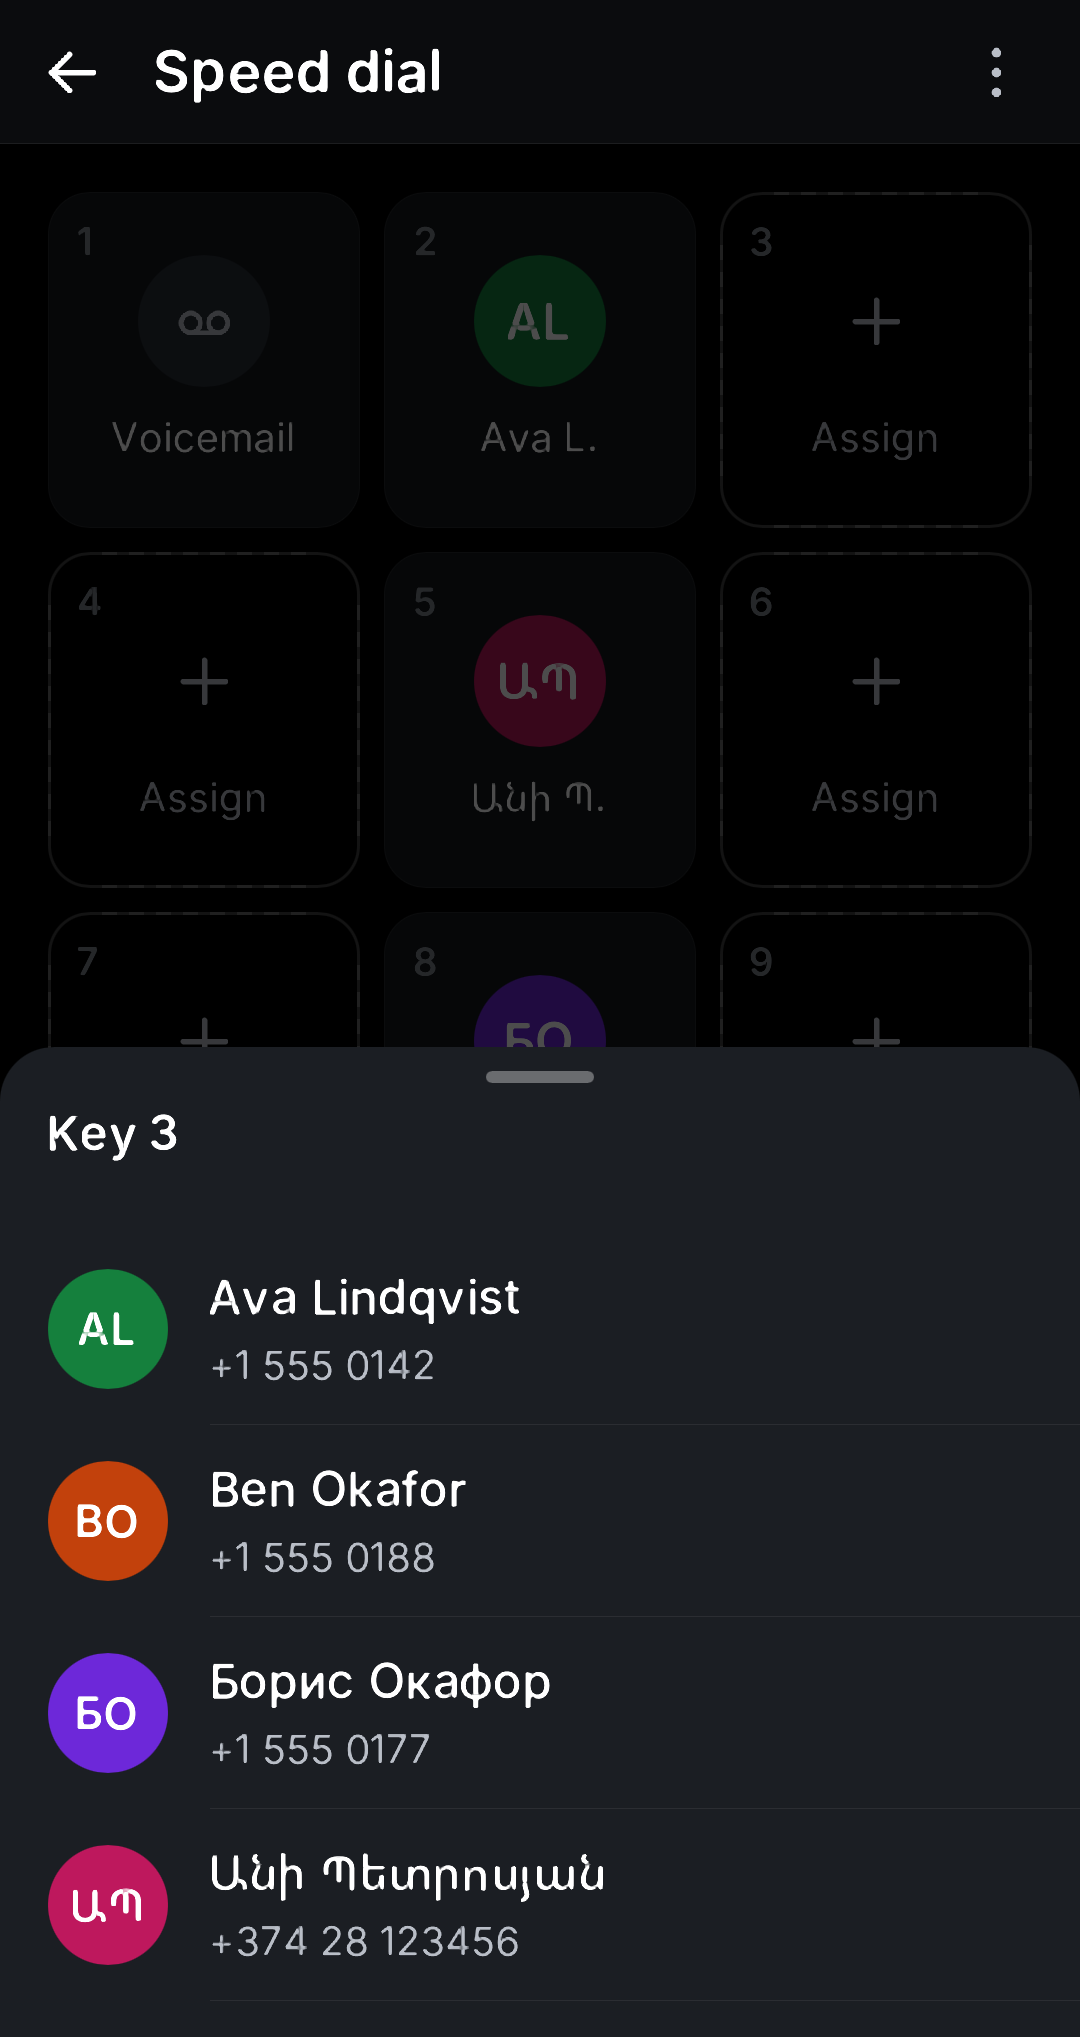 Speed dial
1
Voicemail
2
AL
Ava L.
3
Assign
4
Assign
5
ԱՊ
Անի Պ.
6
Assign
7
8
БО
9
Key 3
AL
Ava Lindqvist
+1 555 0142
BO
Ben Okafor
+1 555 0188
БО
Борис Окафор
+1 555 0177
ԱՊ
Անի Պետրոսյան
+374 28 123456